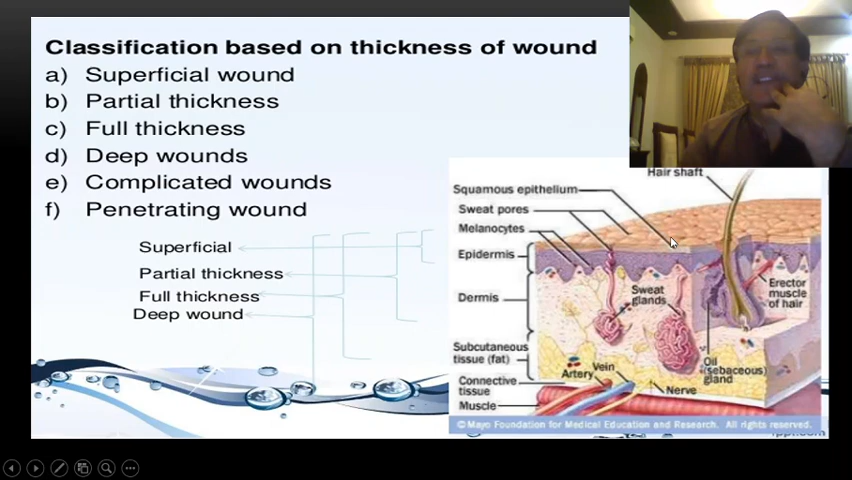 Classification based on thickness of wound
a) Superficial wound
b) Partial thickness
c) Full thickness
d) Deep wounds
e) Complicated wounds
f) Penetrating wound
Superficial
Partial thickness
Full thickness
Deep wound
Hair shaft
Squamous epithelium
Sweat pores
Melanocytes
Epidermis
Dermis
Sweat
glands
Erector
muscle
of hair
Subcutaneous
tissue (fat)
Artery
Vein
Nerve
Oil
(sebaceous)
gland
Connective
tissue
Muscle
© Mayo Foundation for Medical Education and Research. All rights reserved.